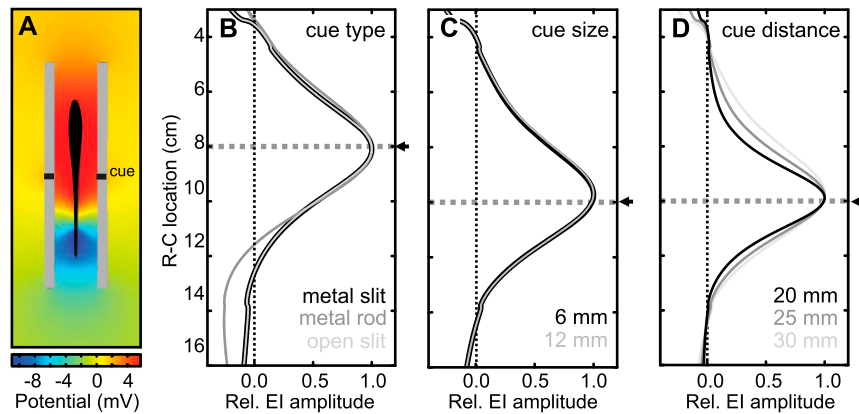 A
cue
-8 -4 0 4
Potential (mV)
B
cue type
R-C location (cm)
4
6
8
10
12
14
16
metal slit
metal rod
open slit
0.0 0.5 1.0
Rel. EI amplitude
C
cue size
6 mm
12 mm
0.0 0.5 1.0
Rel. EI amplitude
D
cue distance
20 mm
25 mm
30 mm
0.0 0.5 1.0
Rel. EI amplitude